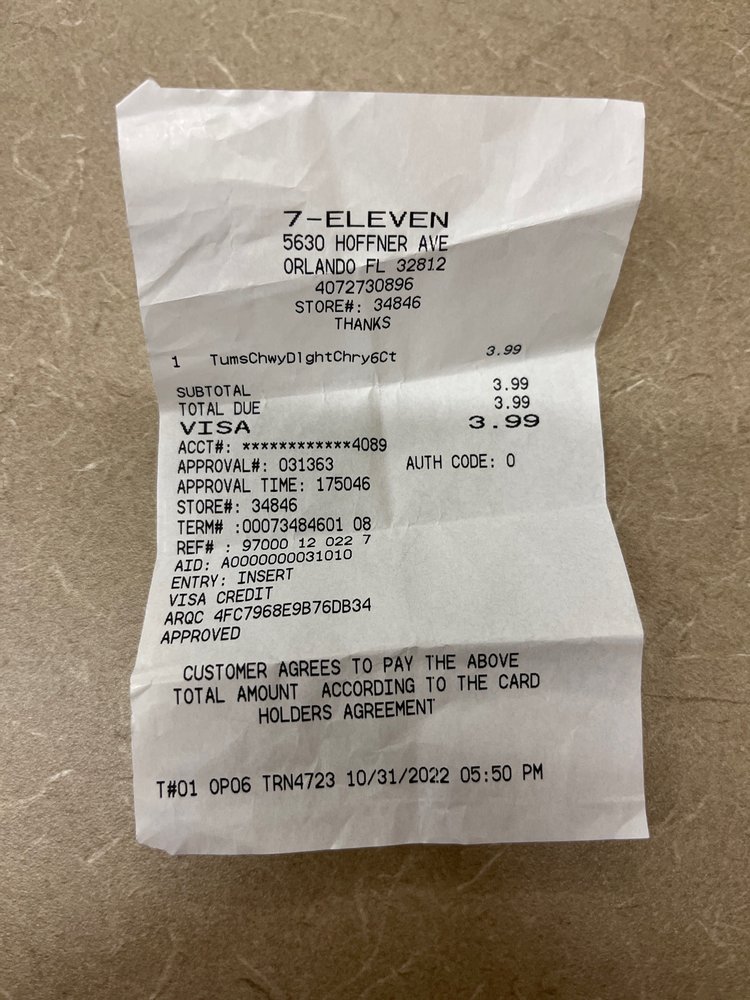 7-ELEVEN
5630 HOFFNER AVE
ORLANDO FL 32812
4072730896
STORE#: 34846
THANKS
1 TumsChwyDlghtChry6Ct 3.99
SUBTOTAL 3.99
TOTAL DUE 3.99
VISA 3.99
ACCT#: ************4089
APPROVAL#: 031363 AUTH CODE: 0
APPROVAL TIME: 175046
STORE#: 34846
TERM# :00073484601 08
REF# : 97000 12 022 7
AID: A0000000031010
ENTRY: INSERT
VISA CREDIT
ARQC 4FC7968E9B76DB34
APPROVED
CUSTOMER AGREES TO PAY THE ABOVE
TOTAL AMOUNT ACCORDING TO THE CARD
HOLDERS AGREEMENT
T#01 OP06 TRN4723 10/31/2022 05:50 PM